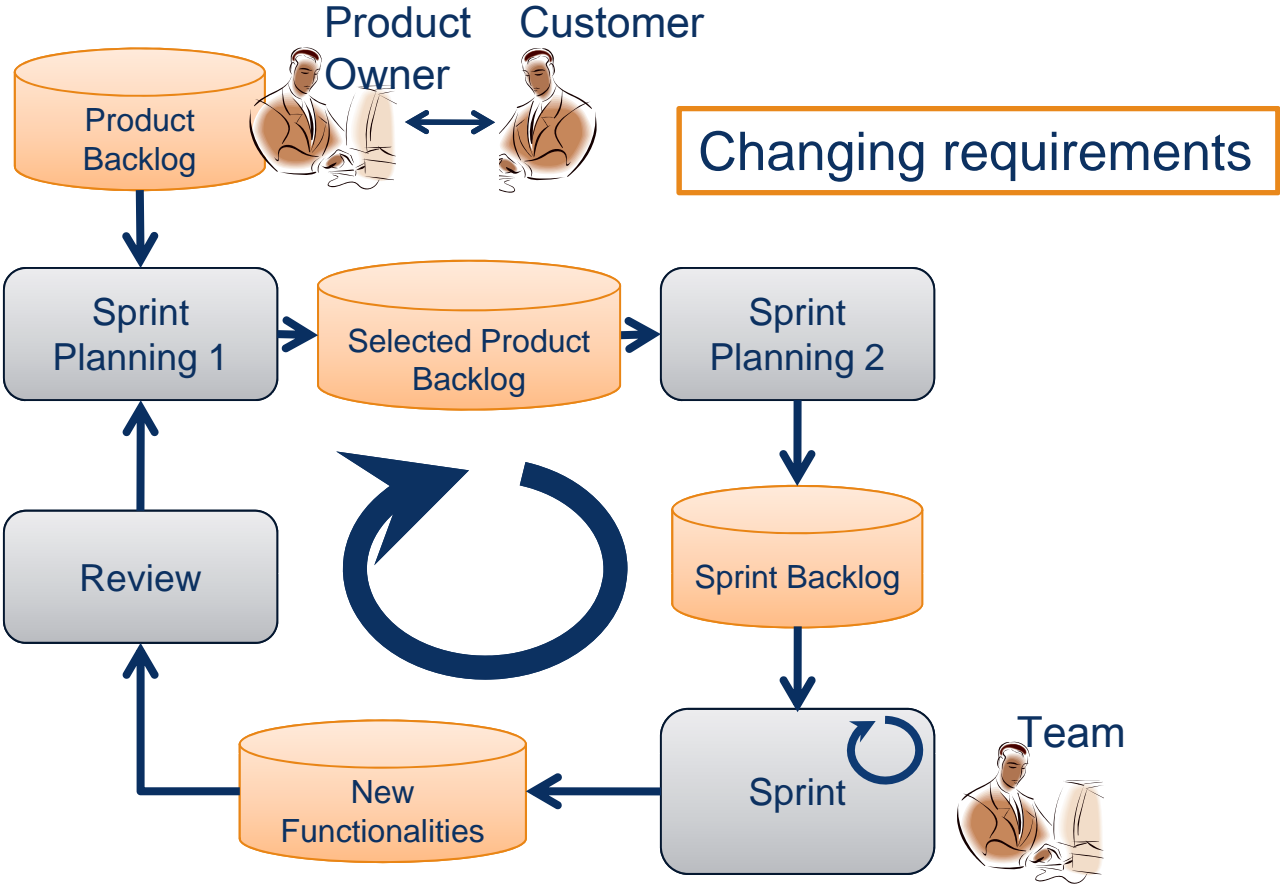 Product
Owner
Customer
Product
Backlog
Changing requirements
Sprint
Planning 1
Selected Product
Backlog
Sprint
Planning 2
Review
Sprint Backlog
New
Functionalities
Sprint
Team